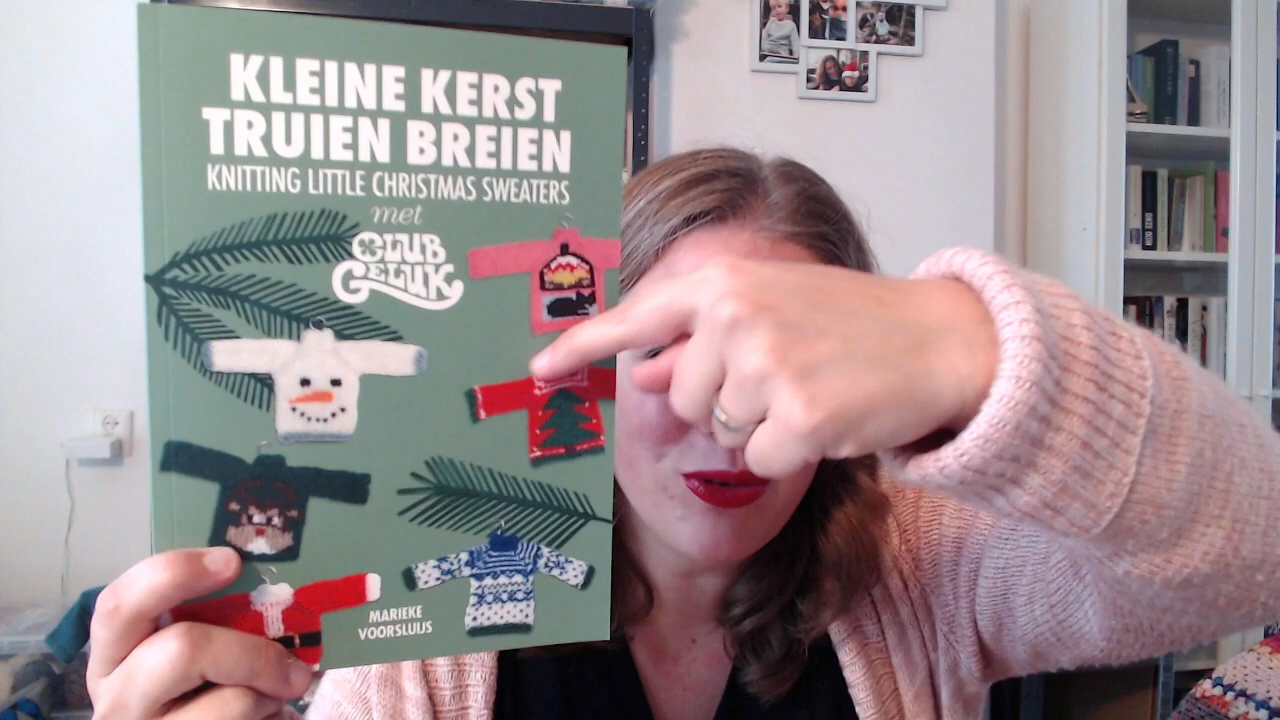 KLEINE KERST
TRUIEN BREIEN
KNITTING LITTLE CHRISTMAS SWEATERS
met
CLUB
GELUK
MARIEKE
VOORSLUIJS